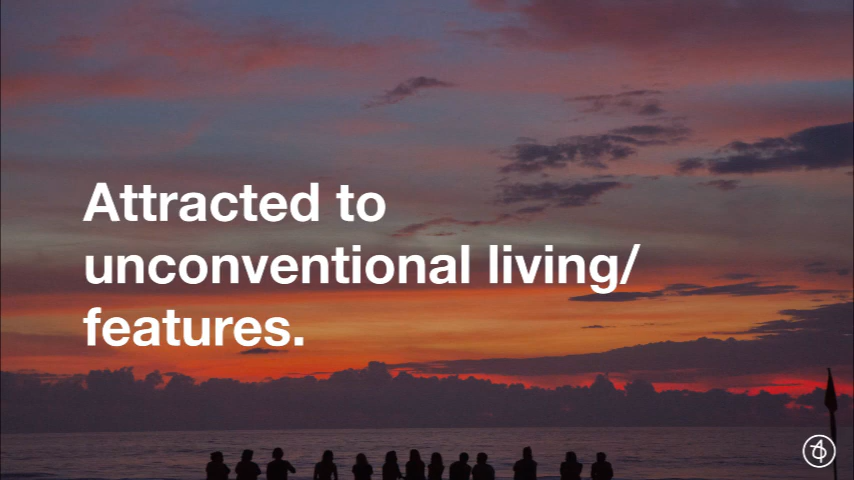 Attracted to
unconventional living/
features.